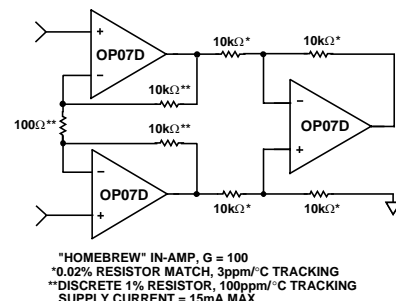 10kΩ*
10kΩ*
+
–
OP07D
10kΩ**
100Ω**
10kΩ**
–
+
OP07D
–
+
OP07D
10kΩ*
10kΩ*
"HOMEBREW" IN-AMP, G = 100
*0.02% RESISTOR MATCH, 3ppm/°C TRACKING
**DISCRETE 1% RESISTOR, 100ppm/°C TRACKING
SUPPLY CURRENT = 15mA MAX